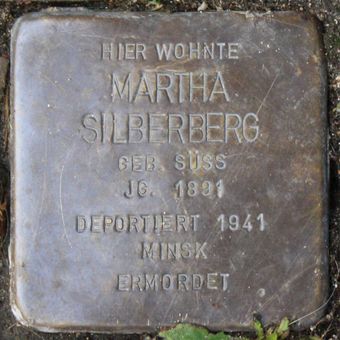 HIER WOHNTE
MARTHA
SILBERBERG
GEB. SÜSS
JG. 1891
DEPORTIERT 1941
MINSK
ERMORDET